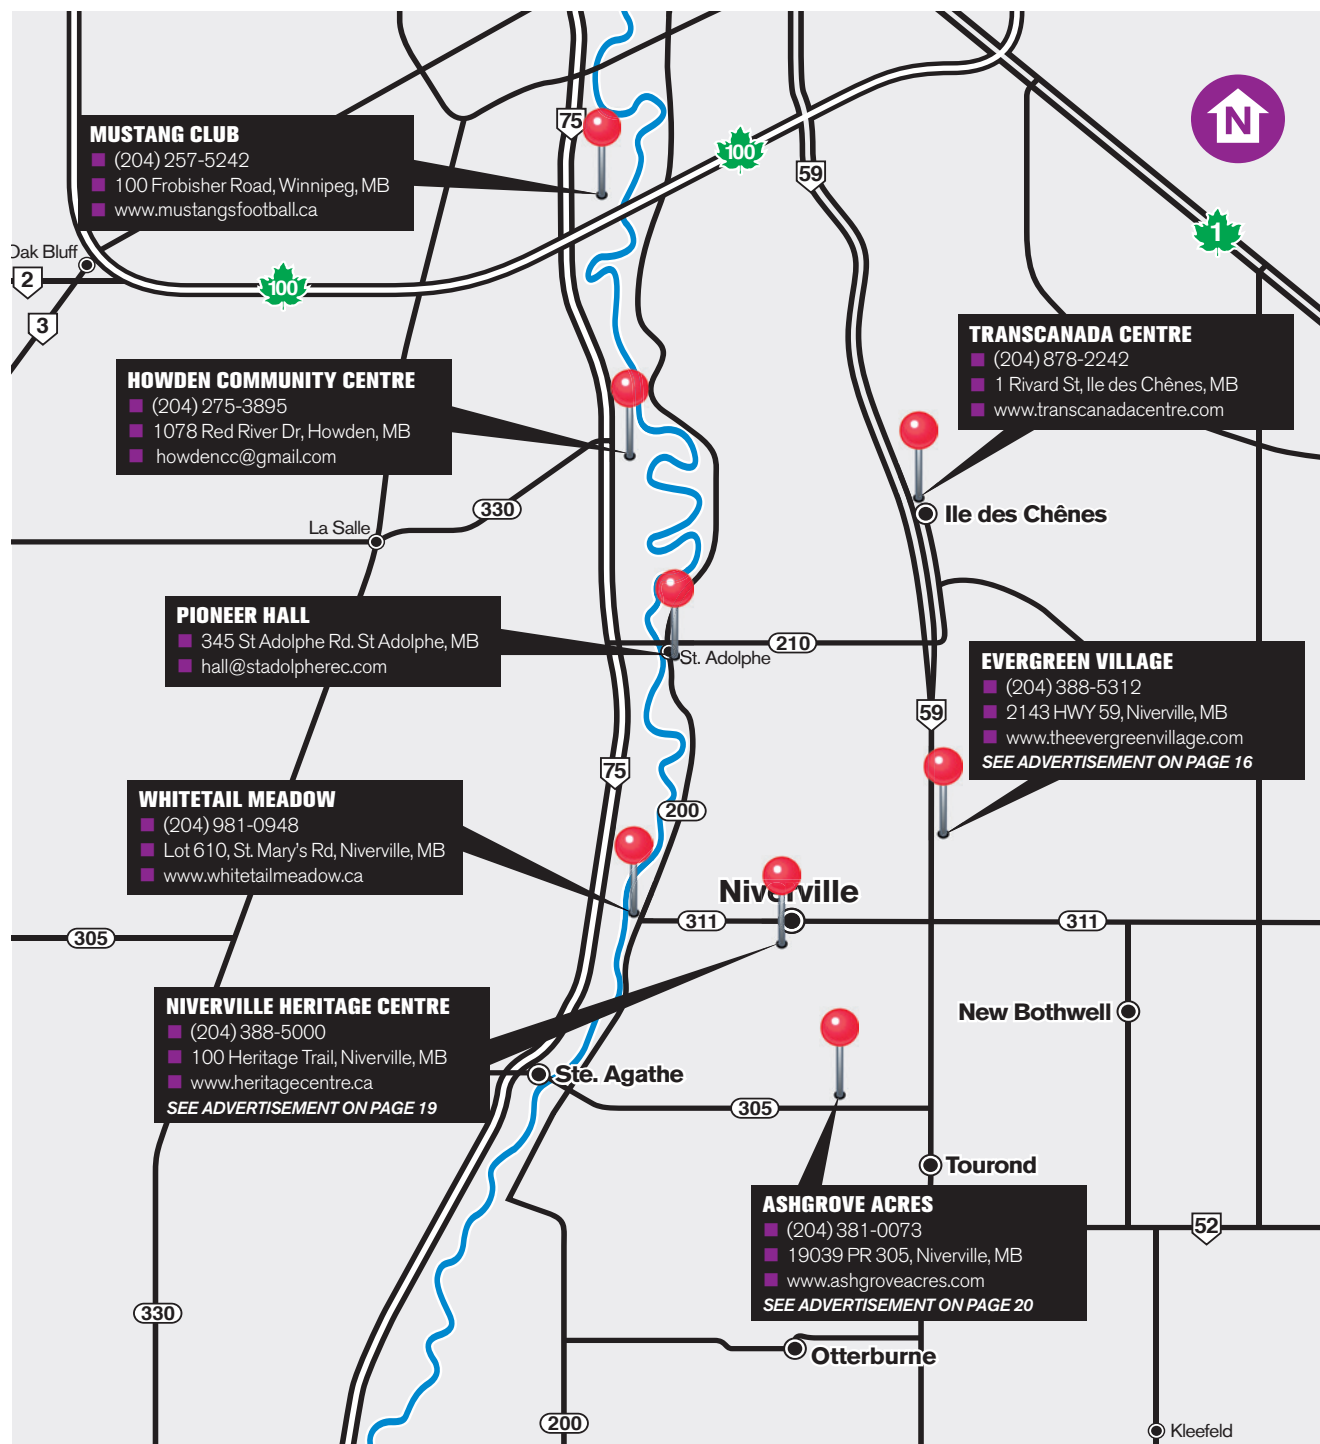 75
N
MUSTANG CLUB
(204) 257-5242
100 Frobisher Road, Winnipeg, MB
www.mustangsfootball.ca
100
59
1
Oak Bluff
2
100
3
TRANSCANADA CENTRE
(204) 878-2242
1 Rivard St, Ile des Chênes, MB
www.transcanadacentre.com
HOWDEN COMMUNITY CENTRE
(204) 275-3895
1078 Red River Dr, Howden, MB
howdencc@gmail.com
330
La Salle
Ile des Chênes
PIONEER HALL
345 St Adolphe Rd. St Adolphe, MB
hall@stadolpherec.com
210
St. Adolphe
EVERGREEN VILLAGE
(204) 388-5312
2143 HWY 59, Niverville, MB
www.theevergreenvillage.com
SEE ADVERTISEMENT ON PAGE 16
59
75
200
WHITETAIL MEADOW
(204) 981-0948
Lot 610, St. Mary's Rd, Niverville, MB
www.whitetailmeadow.ca
Niverville
311
311
305
NIVERVILLE HERITAGE CENTRE
(204) 388-5000
100 Heritage Trail, Niverville, MB
www.heritagecentre.ca
SEE ADVERTISEMENT ON PAGE 19
New Bothwell
Ste. Agathe
305
Tourond
ASHGROVE ACRES
(204) 381-0073
19039 PR 305, Niverville, MB
www.ashgroveacres.com
SEE ADVERTISEMENT ON PAGE 20
52
330
Otterburne
200
Kleefeld